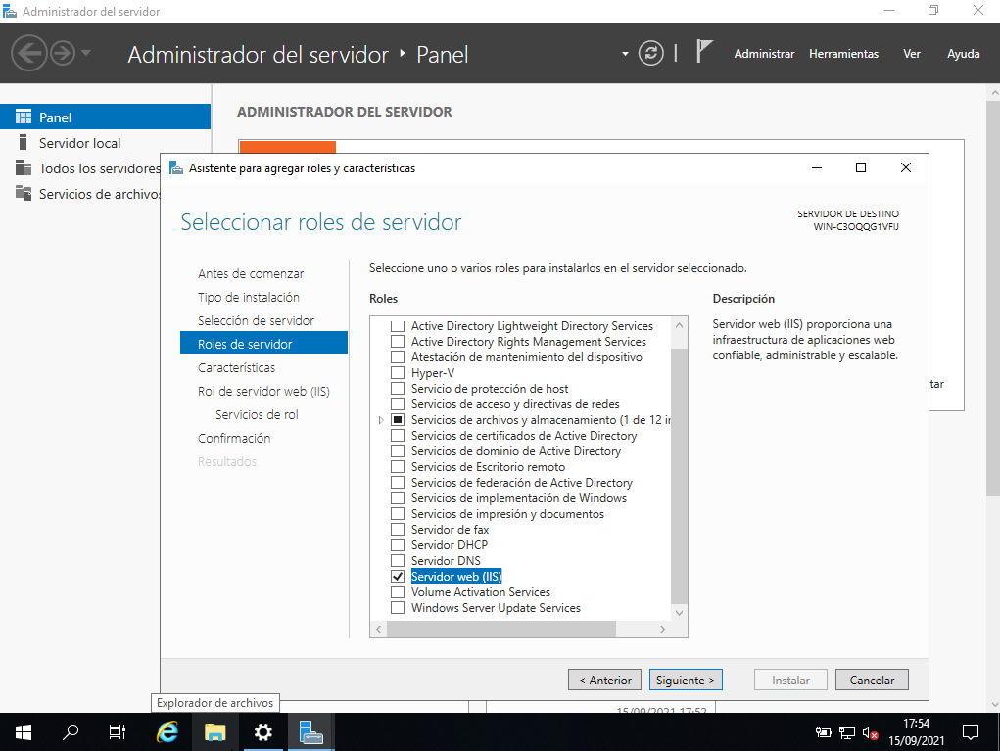 Administrador del servidor
Administrador del servidor ‣ Panel
Administrar Herramientas Ver Ayuda
Panel
Servidor local
Todos los servidores
Servicios de archivos
ADMINISTRADOR DEL SERVIDOR
Asistente para agregar roles y características
Seleccionar roles de servidor
SERVIDOR DE DESTINO
WIN-C3OQQG1VFIJ
Antes de comenzar
Tipo de instalación
Selección de servidor
Roles de servidor
Características
Rol de servidor web (IIS)
Servicios de rol
Confirmación
Resultados
Seleccione uno o varios roles para instalarlos en el servidor seleccionado.
Roles
Active Directory Lightweight Directory Services
Active Directory Rights Management Services
Atestación de mantenimiento del dispositivo
Hyper-V
Servicio de protección de host
Servicios de acceso y directivas de redes
Servicios de archivos y almacenamiento (1 de 12 in
Servicios de certificados de Active Directory
Servicios de dominio de Active Directory
Servicios de Escritorio remoto
Servicios de federación de Active Directory
Servicios de implementación de Windows
Servicios de impresión y documentos
Servidor de fax
Servidor DHCP
Servidor DNS
Servidor web (IIS)
Volume Activation Services
Windows Server Update Services
Descripción
Servidor web (IIS) proporciona una
infraestructura de aplicaciones web
confiable, administrable y escalable.
tar
< Anterior Siguiente > Instalar Cancelar
Explorador de archivos
15/09/2021 17:52
17:54
15/09/2021